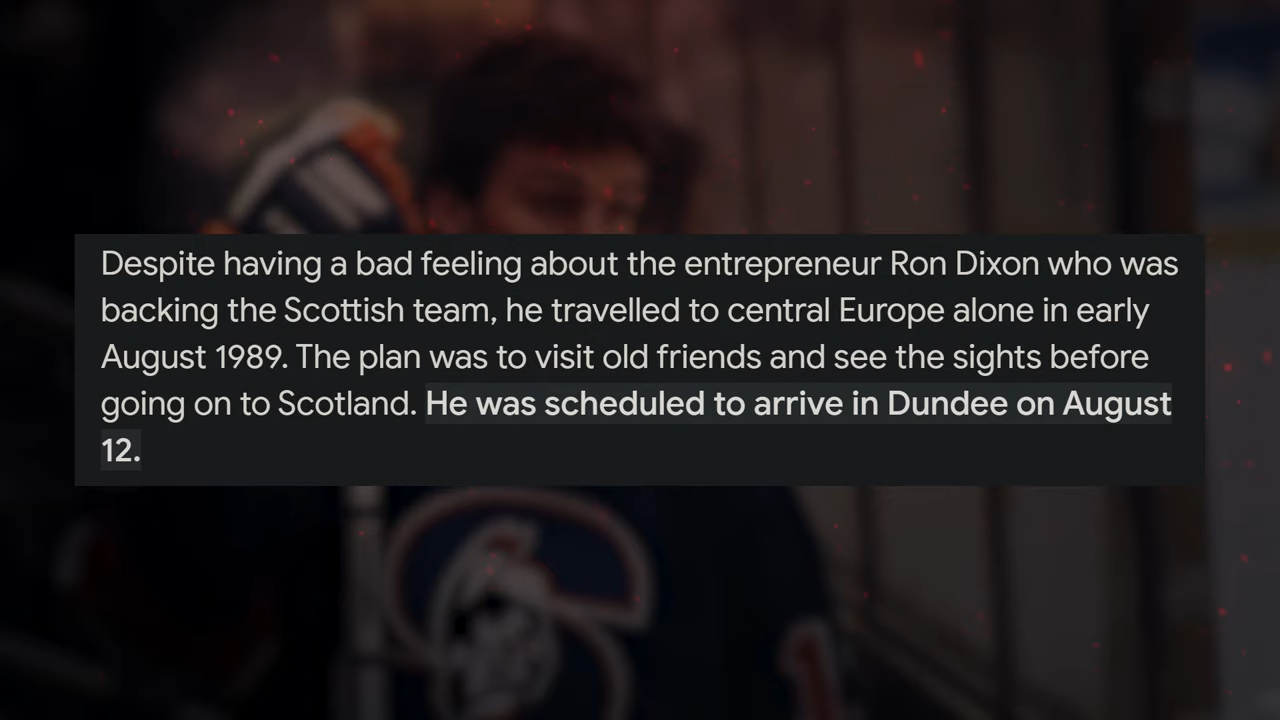 Despite having a bad feeling about the entrepreneur Ron Dixon who was
backing the Scottish team, he travelled to central Europe alone in early
August 1989. The plan was to visit old friends and see the sights before
going on to Scotland. He was scheduled to arrive in Dundee on August
12.